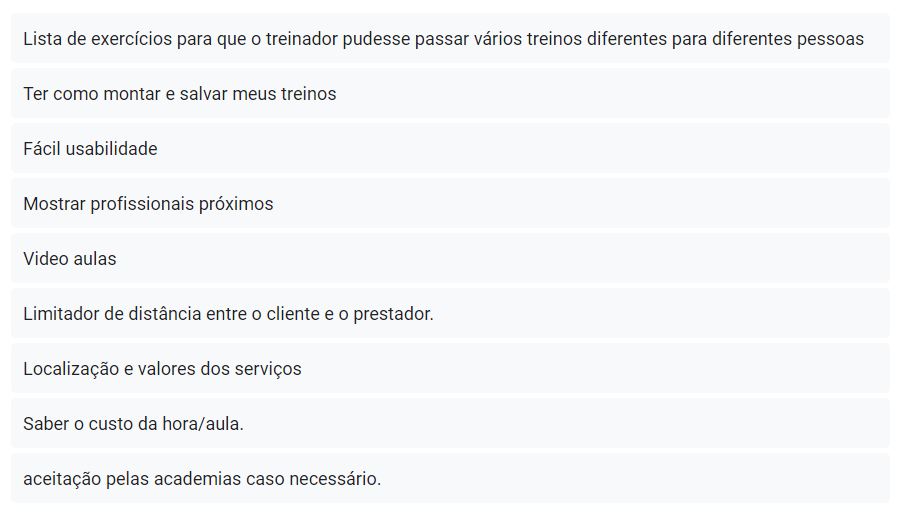 Lista de exercícios para que o treinador pudesse passar vários treinos diferentes para diferentes pessoas
Ter como montar e salvar meus treinos
Fácil usabilidade
Mostrar profissionais próximos
Video aulas
Limitador de distância entre o cliente e o prestador.
Localização e valores dos serviços
Saber o custo da hora/aula.
aceitação pelas academias caso necessário.